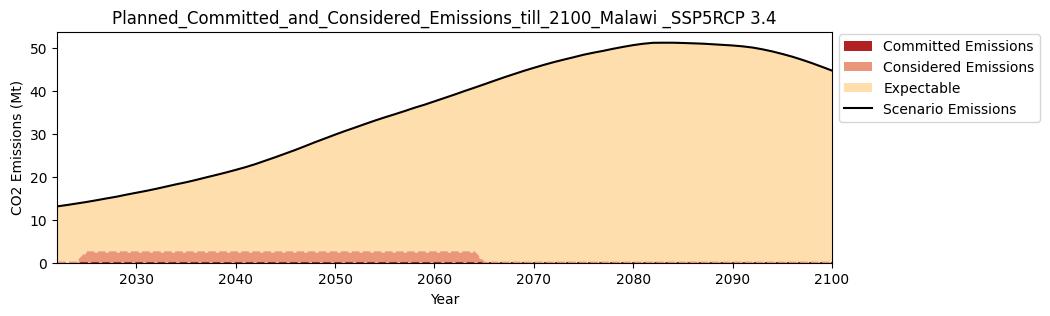 Planned_Committed_and_Considered_Emissions_till_2100_Malawi _SSP5RCP 3.4
Committed Emissions
Considered Emissions
Expectable
Scenario Emissions
CO2 Emissions (Mt)
50
40
30
20
10
0
2030 2040 2050 2060 2070 2080 2090 2100
Year